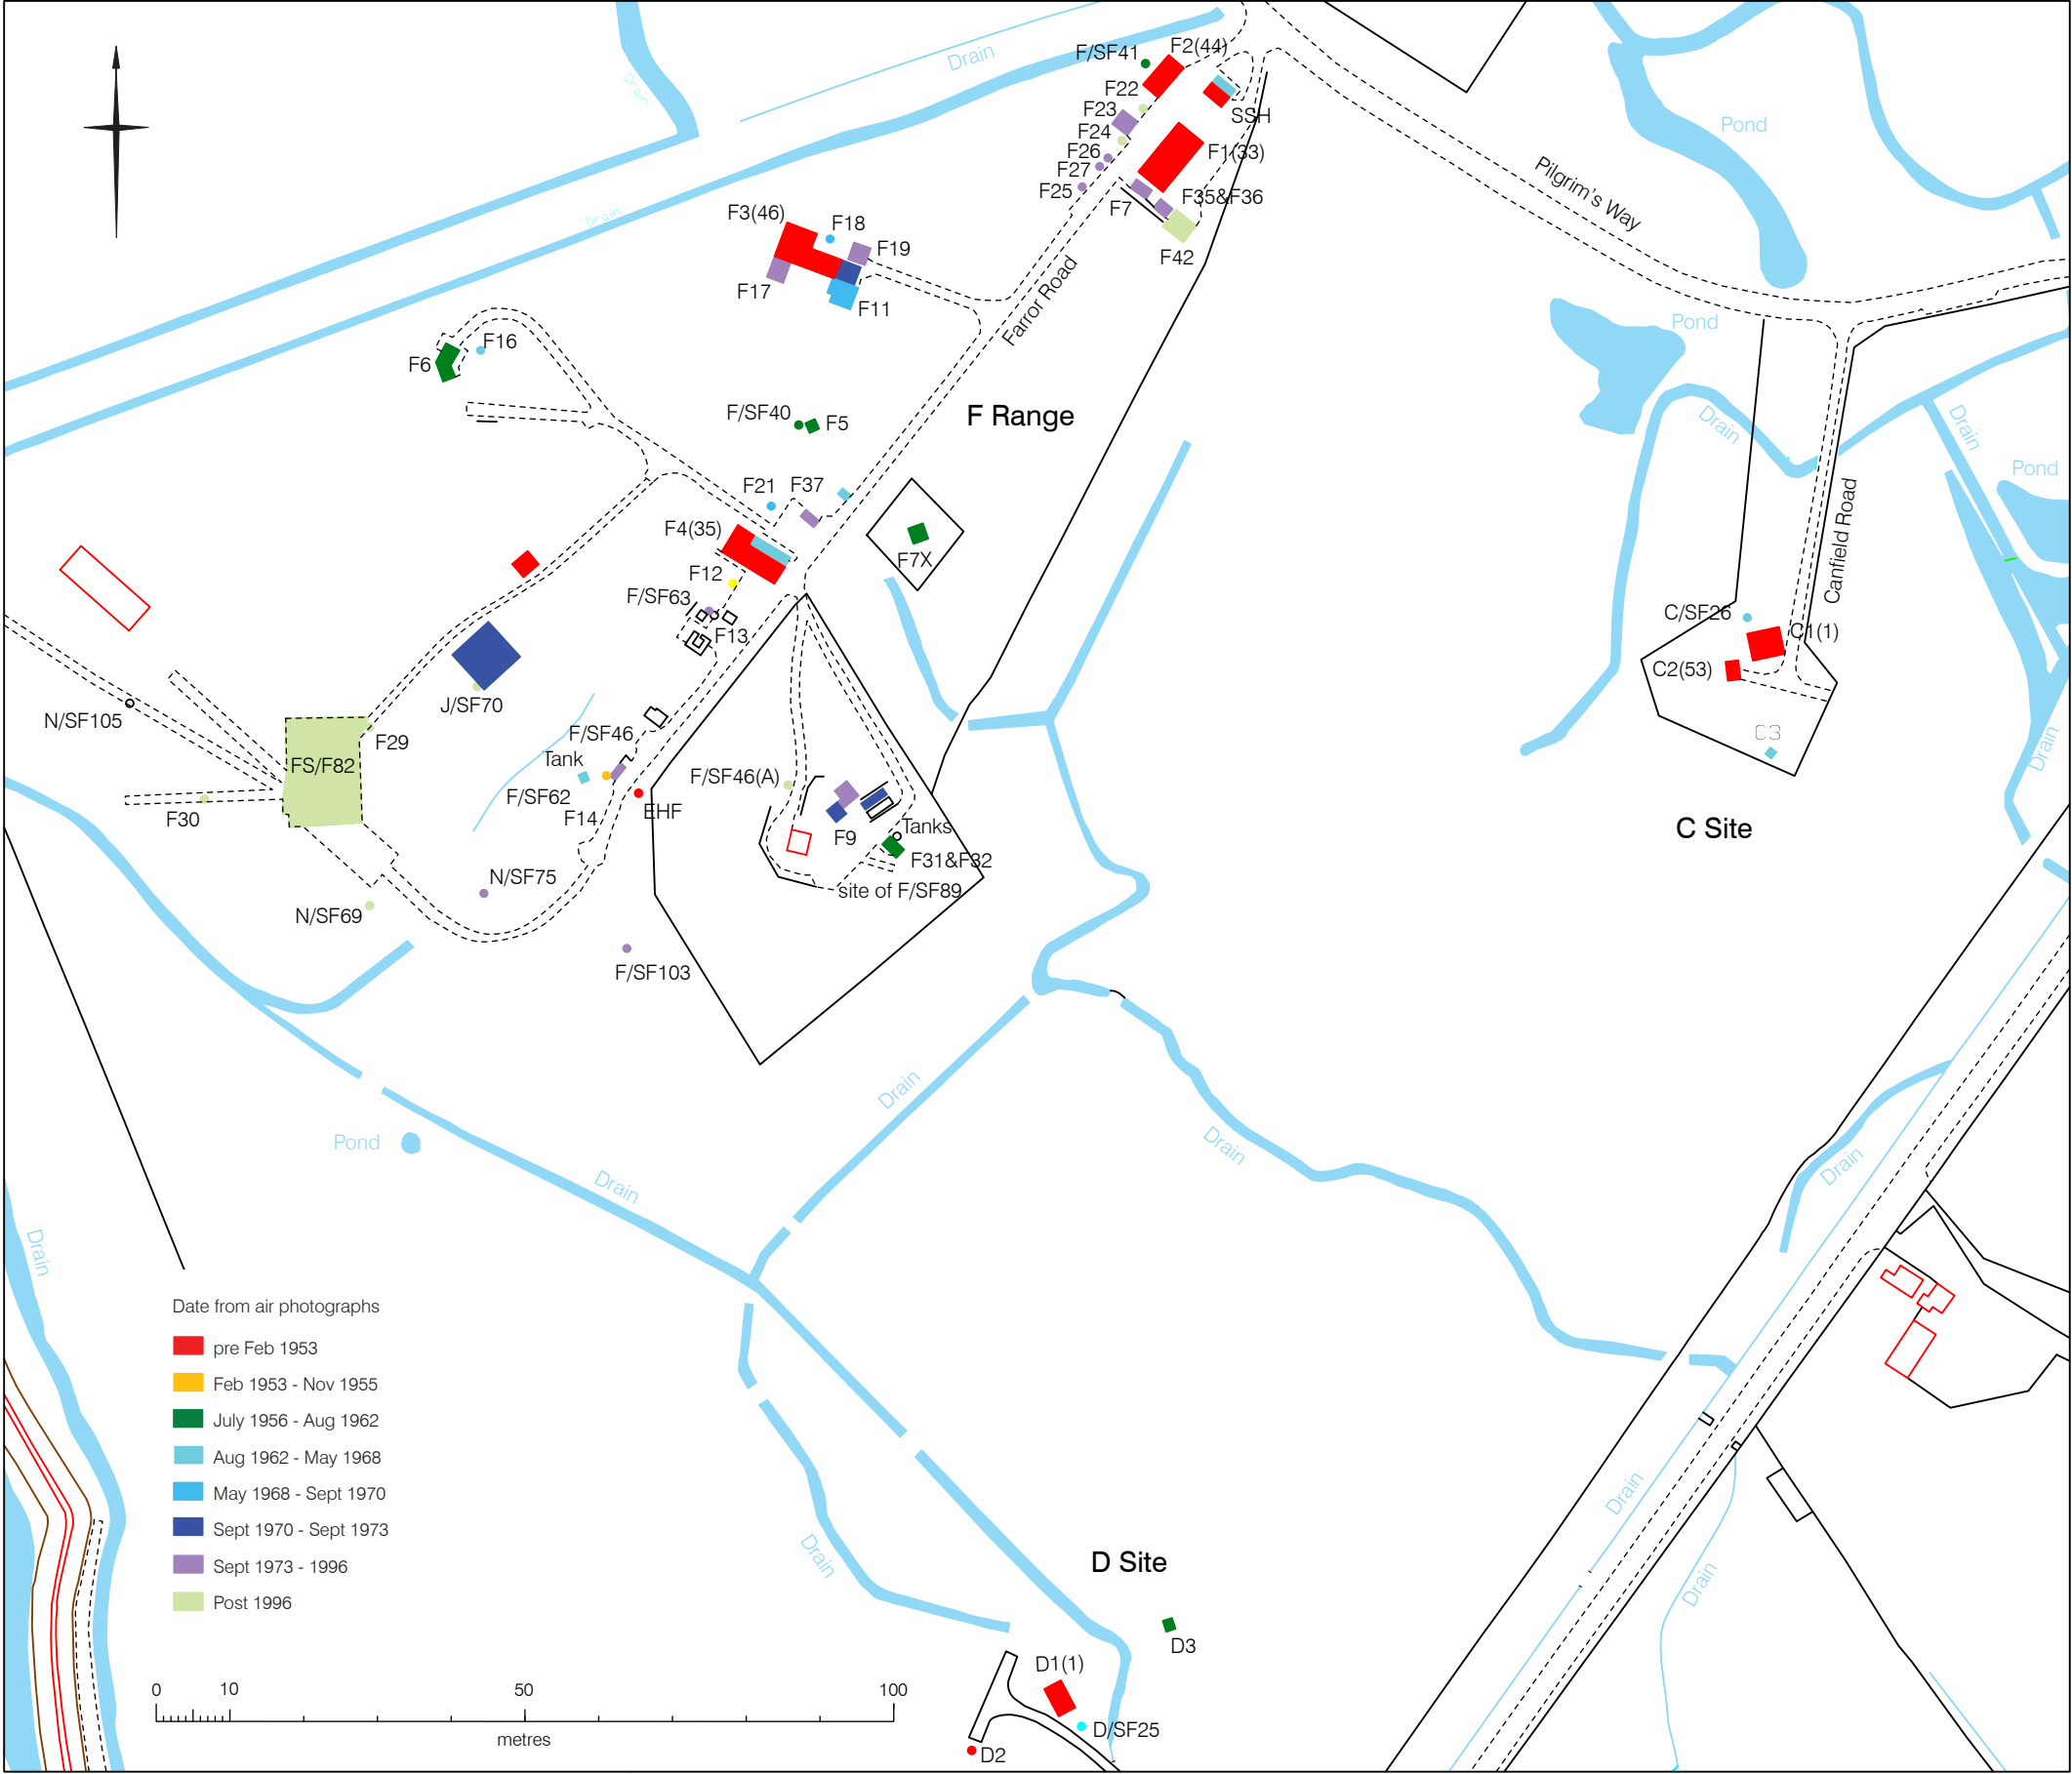 Drain
F/SF41
F2(44)
F22
SSH
F23
F24
F26
F1(33)
F27
F25
F35&F36
F7
F42
Drain
Drain
Pond
Pilgrim's Way
F3(46)
F18
F19
F17
F11
Farror Road
Pond
F16
F6
F/SF40
F5
F Range
Drain
Drain
Pond
F21
F37
F4(35)
F7X
Canfield Road
F12
F/SF63
F13
C/SF26
C1(1)
C2(53)
C3
Drain
N/SF105
J/SF70
F29
F/SF46
Tank
FS/F82
F/SF62
F14
EHF
F/SF46(A)
F30
F9
Tanks
F31&F32
site of F/SF89
C Site
N/SF75
N/SF69
F/SF103
Drain
Drain
Pond
Drain
Drain
Drain
Date from air photographs
pre Feb 1953
Feb 1953 - Nov 1955
July 1956 - Aug 1962
Aug 1962 - May 1968
May 1968 - Sept 1970
Sept 1970 - Sept 1973
Sept 1973 - 1996
Post 1996
Drain
Drain
Drain
D Site
D3
D1(1)
D/SF25
D2
0 10 50 100
metres